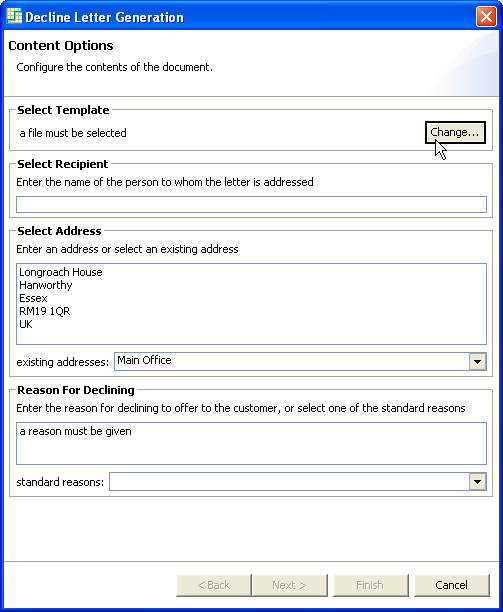 Decline Letter Generation
Content Options
Configure the contents of the document.
Select Template
a file must be selected
Change...
Select Recipient
Enter the name of the person to whom the letter is addressed
Select Address
Enter an address or select an existing address
Longroach House
Hanworthy
Essex
RM19 1QR
UK
existing addresses: Main Office
Reason For Declining
Enter the reason for declining to offer to the customer, or select one of the standard reasons
a reason must be given
standard reasons:
< Back Next > Finish Cancel